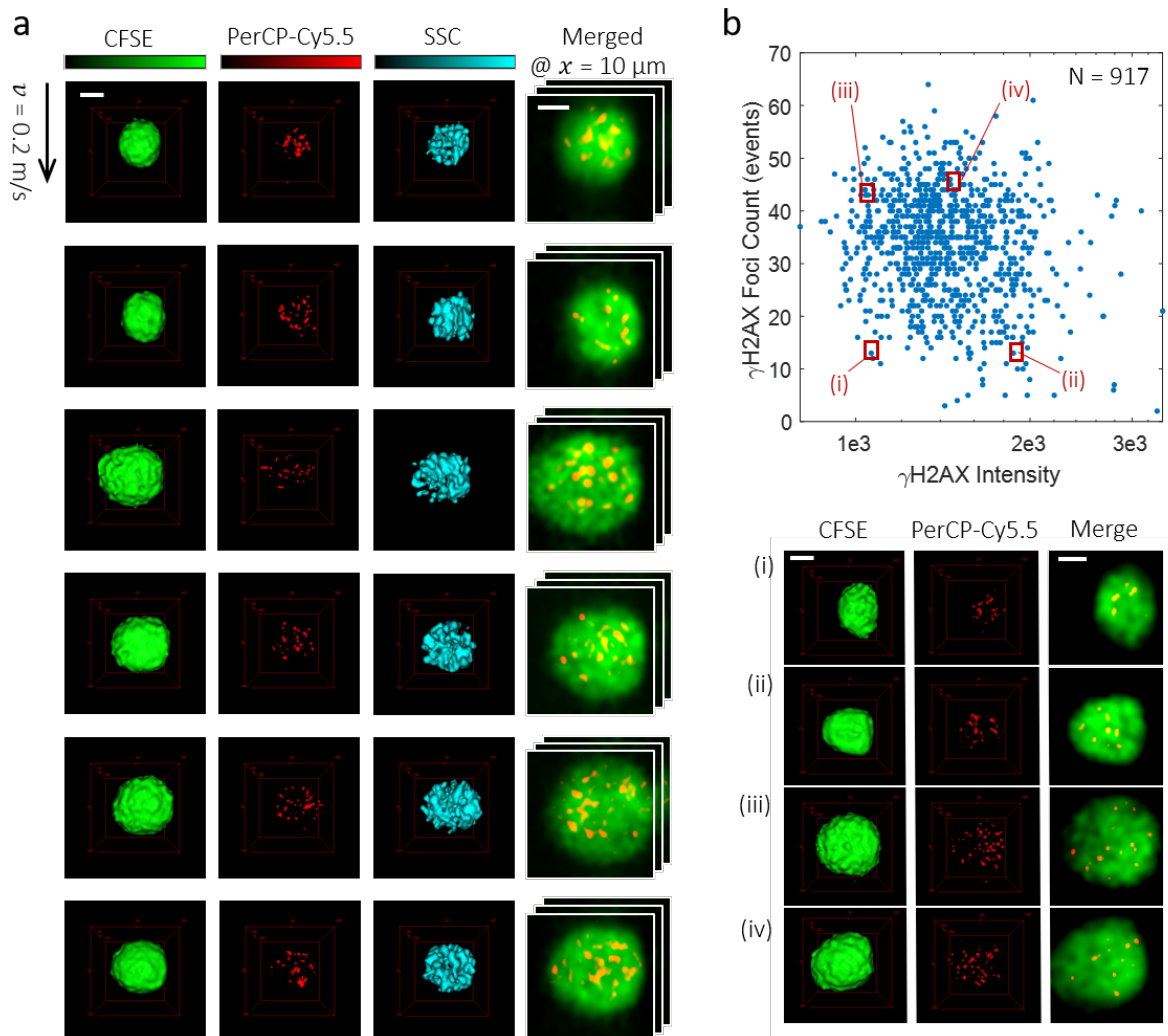 a
CFSE
PerCP-Cy5.5
SSC
Merged
@ x = 10 μm
v = 0.2 m/s
b
N = 917
(iii)
(iv)
(i)
(ii)
γH2AX Foci Count (events)
70
60
50
40
30
20
10
0
1e3
2e3
3e3
γH2AX Intensity
CFSE
PerCP-Cy5.5
Merge
(i)
(ii)
(iii)
(iv)